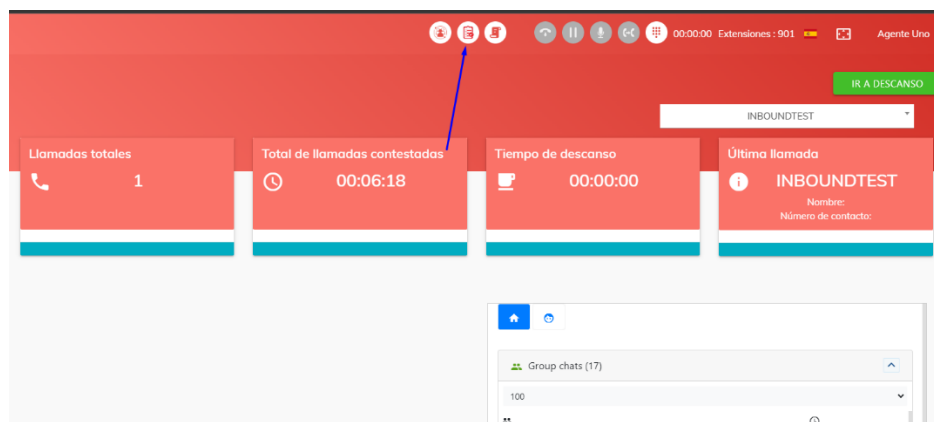 00:00:00 Extensiones : 901
Agente Uno
IR A DESCANSO
INBOUNDTEST
Llamadas totales
1
Total de llamadas contestadas
00:06:18
Tiempo de descanso
00:00:00
Última llamada
INBOUNDTEST
Nombre:
Número de contacto:
Group chats (17)
100